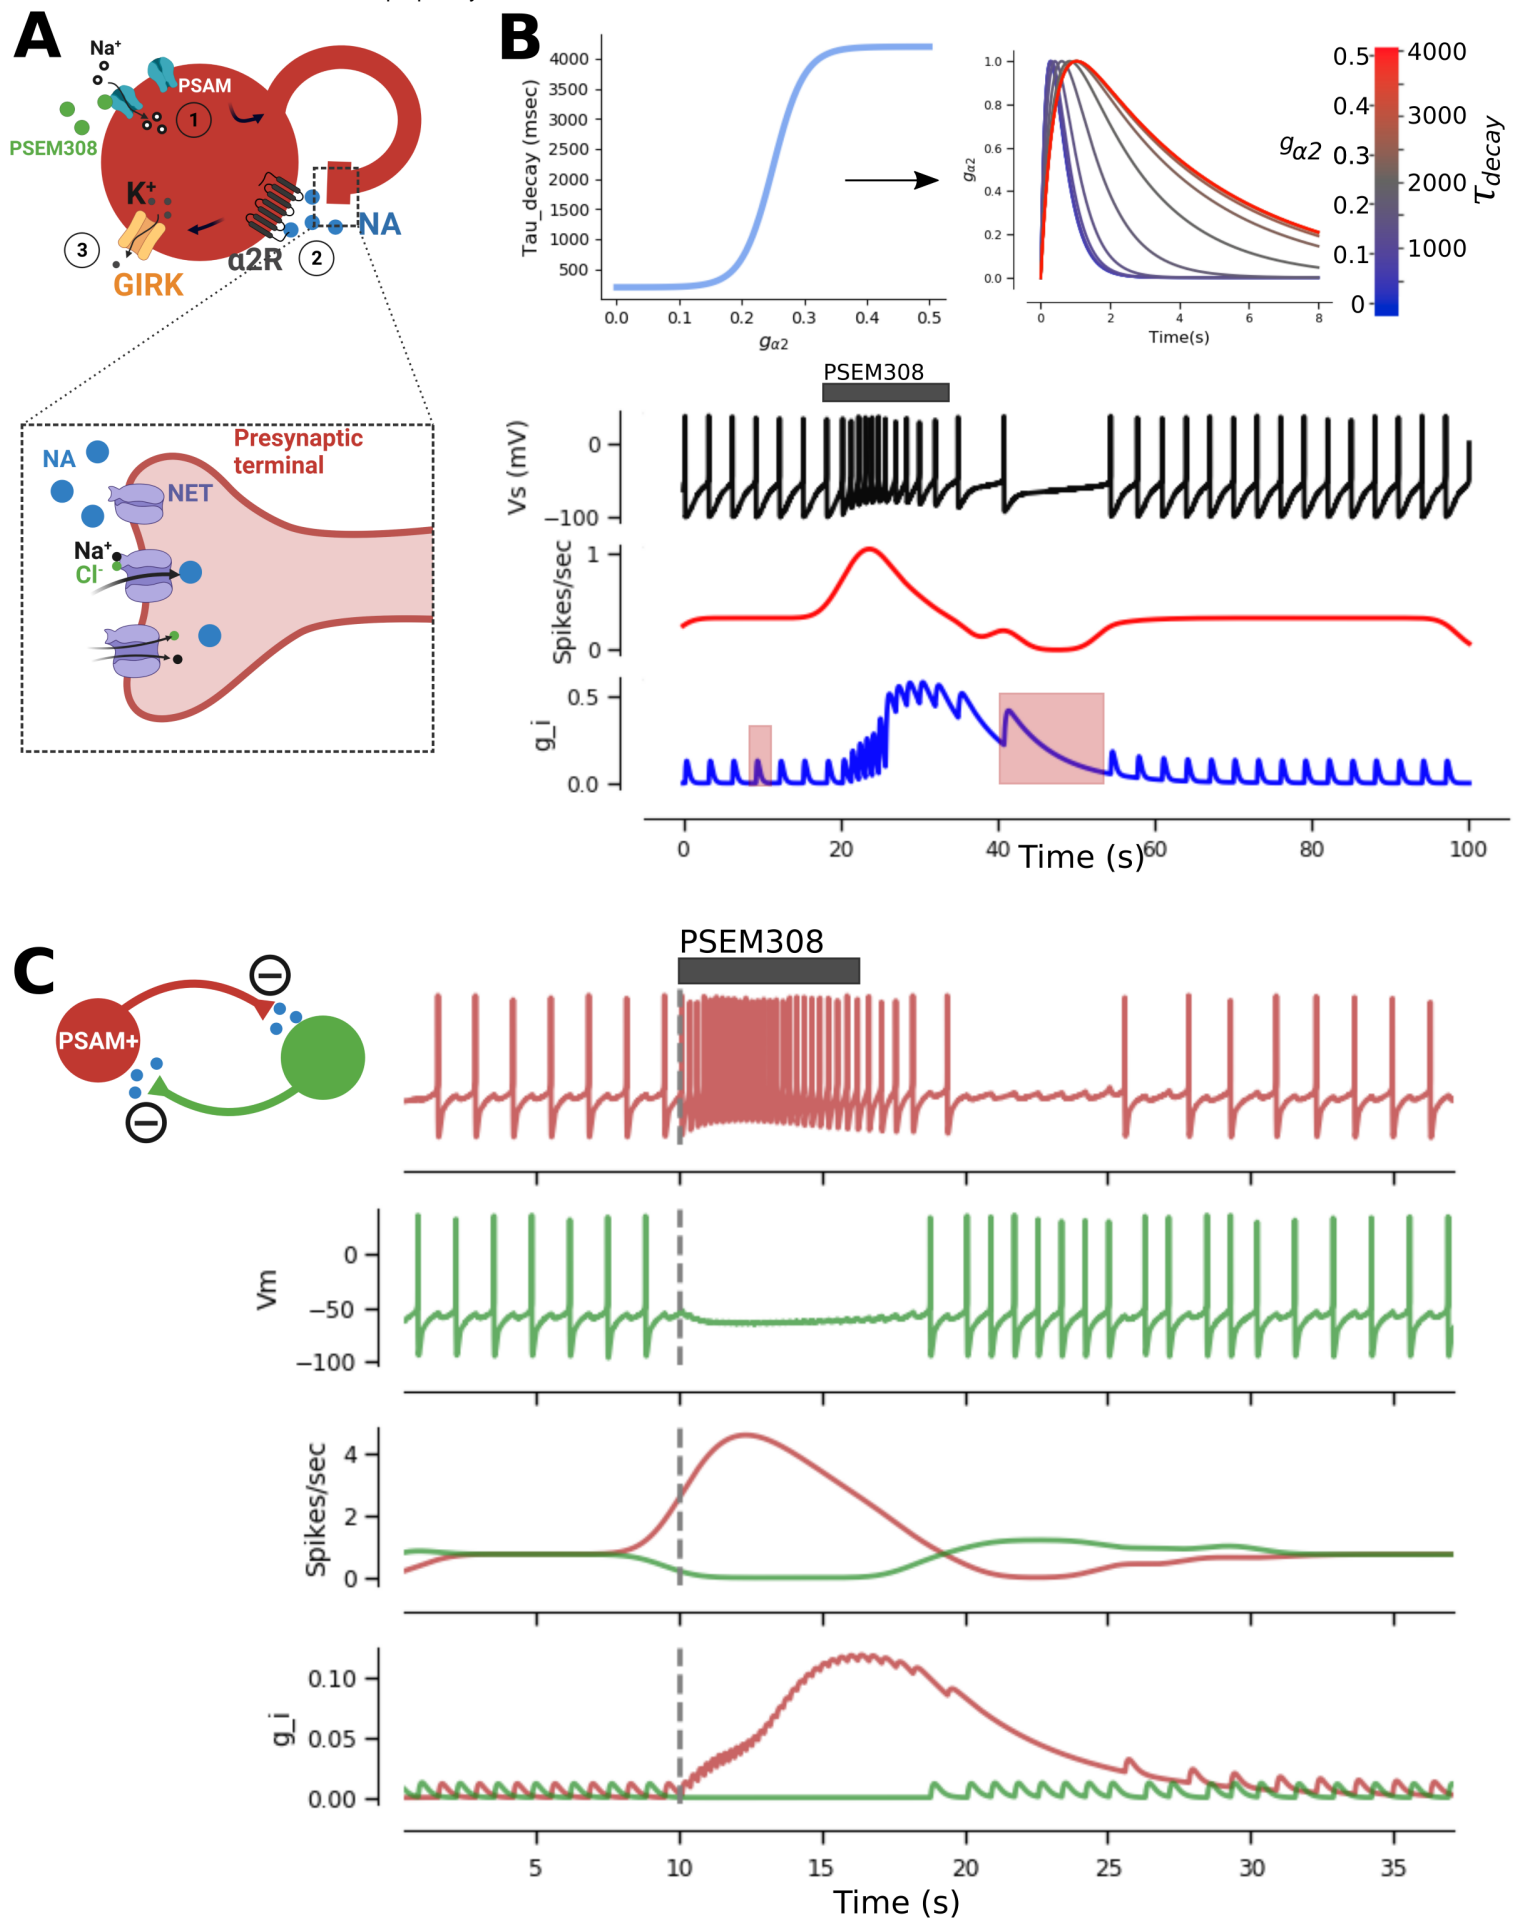 A
Na⁺
PSAM
1
PSEM308
K⁺
NA
α2R
2
3
GIRK
NA
Presynaptic
terminal
NET
Na⁺
Cl⁻
B
Tau_decay (msec)
4000
3500
3000
2500
2000
1500
1000
500
0.0 0.1 0.2 0.3 0.4 0.5
gα2
gα2
1.0
0.8
0.6
0.4
0.2
0.0
0 2 4 6 8
Time(s)
gα2
0.5 4000
0.4
3000
0.3
2000
0.2
0.1 1000
0
τdecay
PSEM308
Vs (mV)
0
−100
Spikes/sec
1
0
g_i
0.5
0.0
0 20 40 60 80 100
Time (s)
C
PSAM+
PSEM308
Vm
0
−50
−100
Spikes/sec
4
2
0
g_i
0.10
0.05
0.00
5 10 15 20 25 30 35
Time (s)